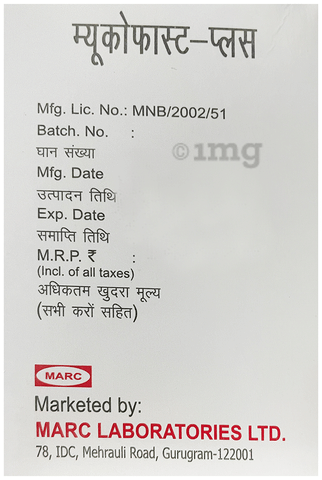 म्यूकोफास्ट-प्लस
Mfg. Lic. No.: MNB/2002/51
Batch. No. :
घान संख्या
©1mg
Mfg. Date
उत्पादन तिथि
Exp. Date
समाप्ति तिथि
M.R.P. ₹ :
(Incl. of all taxes)
अधिकतम खुदरा मूल्य
(सभी करों सहित)
MARC
Marketed by:
MARC LABORATORIES LTD.
78, IDC, Mehrauli Road, Gurugram-122001